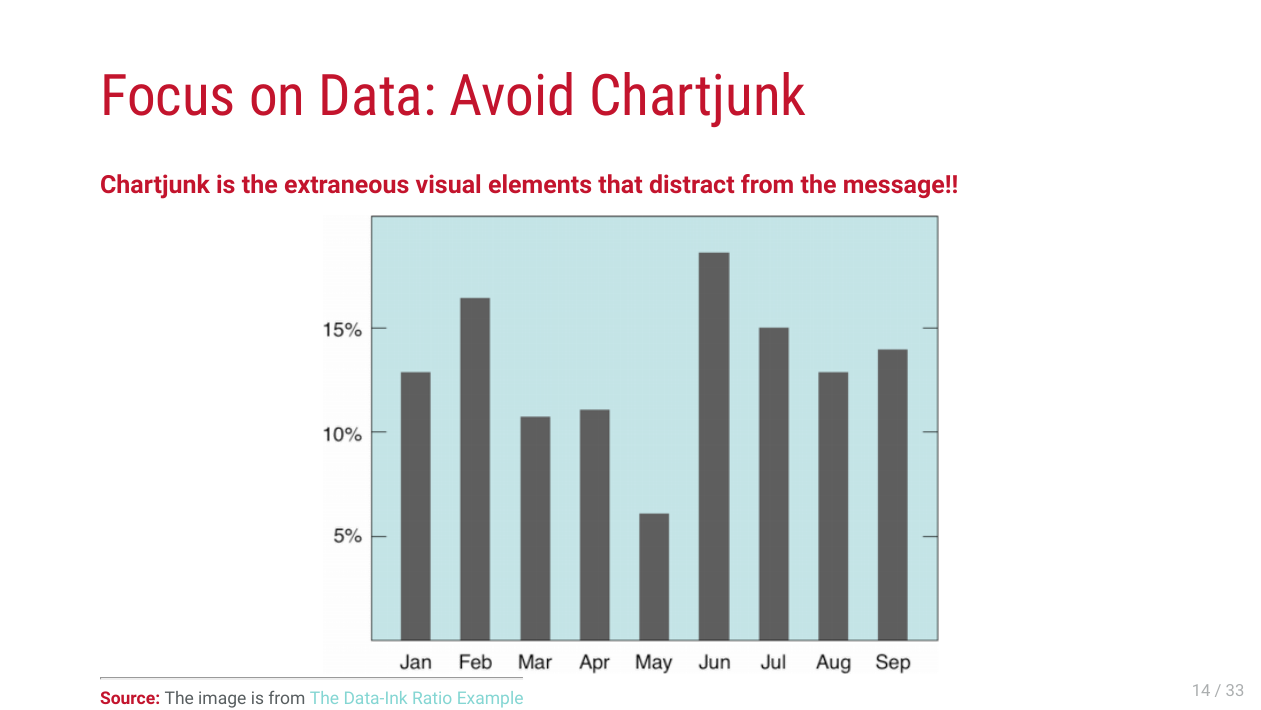 Focus on Data: Avoid Chartjunk
Chartjunk is the extraneous visual elements that distract from the message!!
15%
10%
5%
Jan Feb Mar Apr May Jun Jul Aug Sep
Source: The image is from The Data-Ink Ratio Example
14 / 33